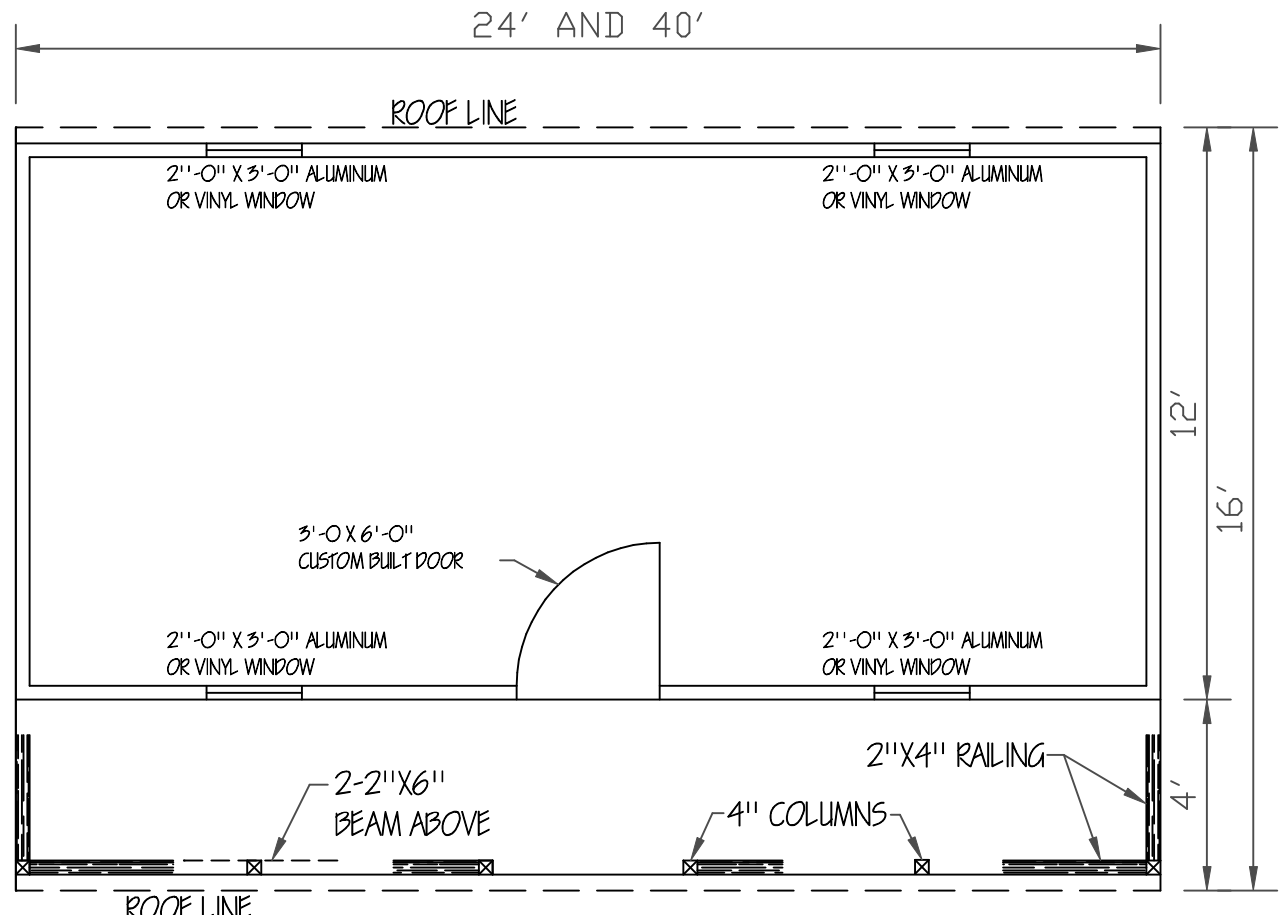 24' AND 40'
ROOF LINE
2''-0" X 3'-0" ALUMINUM
OR VINYL WINDOW
2''-0" X 3'-0" ALUMINUM
OR VINYL WINDOW
12'
16'
3'-0 X 6'-0"
CUSTOM BUILT DOOR
2''-0" X 3'-0" ALUMINUM
OR VINYL WINDOW
2''-0" X 3'-0" ALUMINUM
OR VINYL WINDOW
2"X4" RAILING
2-2"X6"
BEAM ABOVE
4" COLUMNS
4'
ROOF LINE